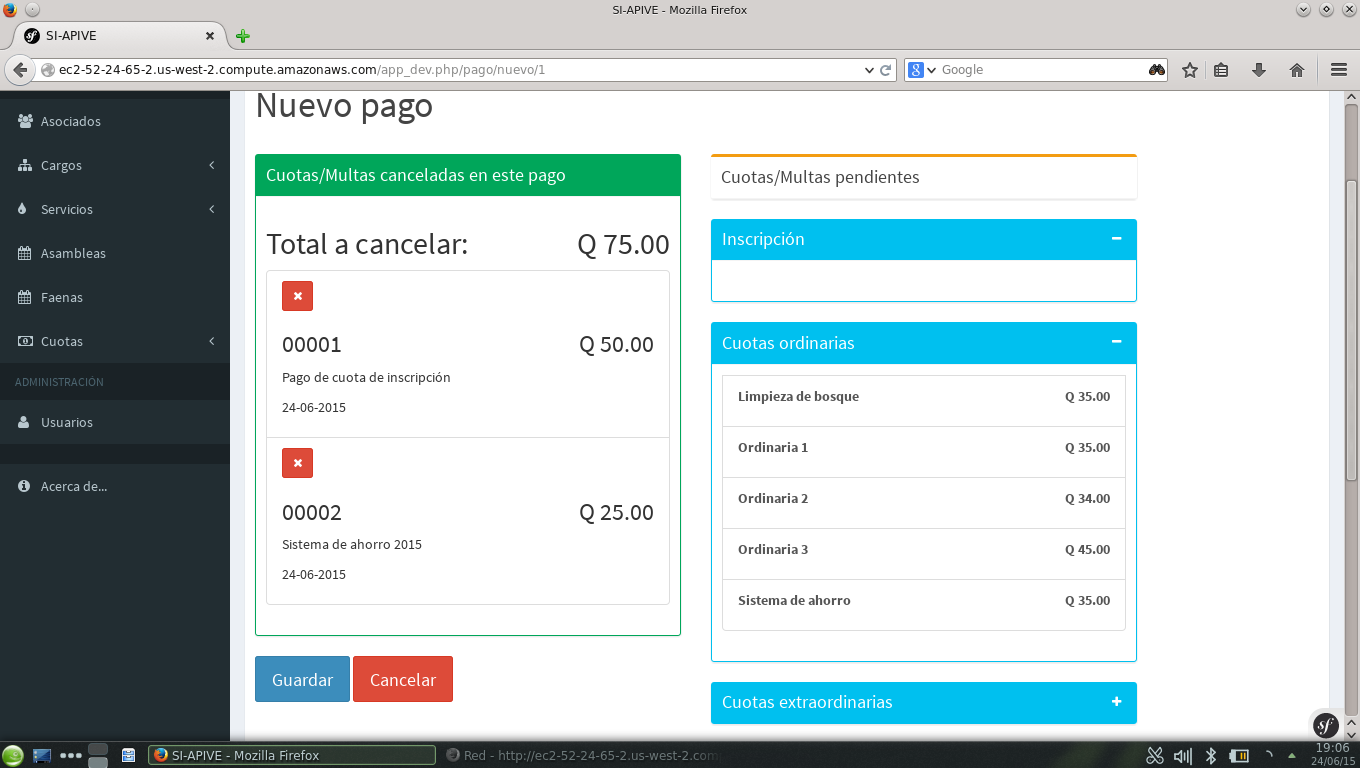 SI-APIVE - Mozilla Firefox
SI-APIVE
ec2-52-24-65-2.us-west-2.compute.amazonaws.com/app_dev.php/pago/nuevo/1
Google
Asociados
Cargos
Servicios
Asambleas
Faenas
Cuotas
ADMINISTRACIÓN
Usuarios
Acerca de...
Nuevo pago
Cuotas/Multas canceladas en este pago
Total a cancelar: Q 75.00
00001 Q 50.00
Pago de cuota de inscripción
24-06-2015
00002 Q 25.00
Sistema de ahorro 2015
24-06-2015
Guardar Cancelar
Cuotas/Multas pendientes
Inscripción
Cuotas ordinarias
Limpieza de bosque Q 35.00
Ordinaria 1 Q 35.00
Ordinaria 2 Q 34.00
Ordinaria 3 Q 45.00
Sistema de ahorro Q 35.00
Cuotas extraordinarias
SI-APIVE - Mozilla Firefox
Red - http://ec2-52-24-65-2.us-west-2.com
19:06
24/06/15